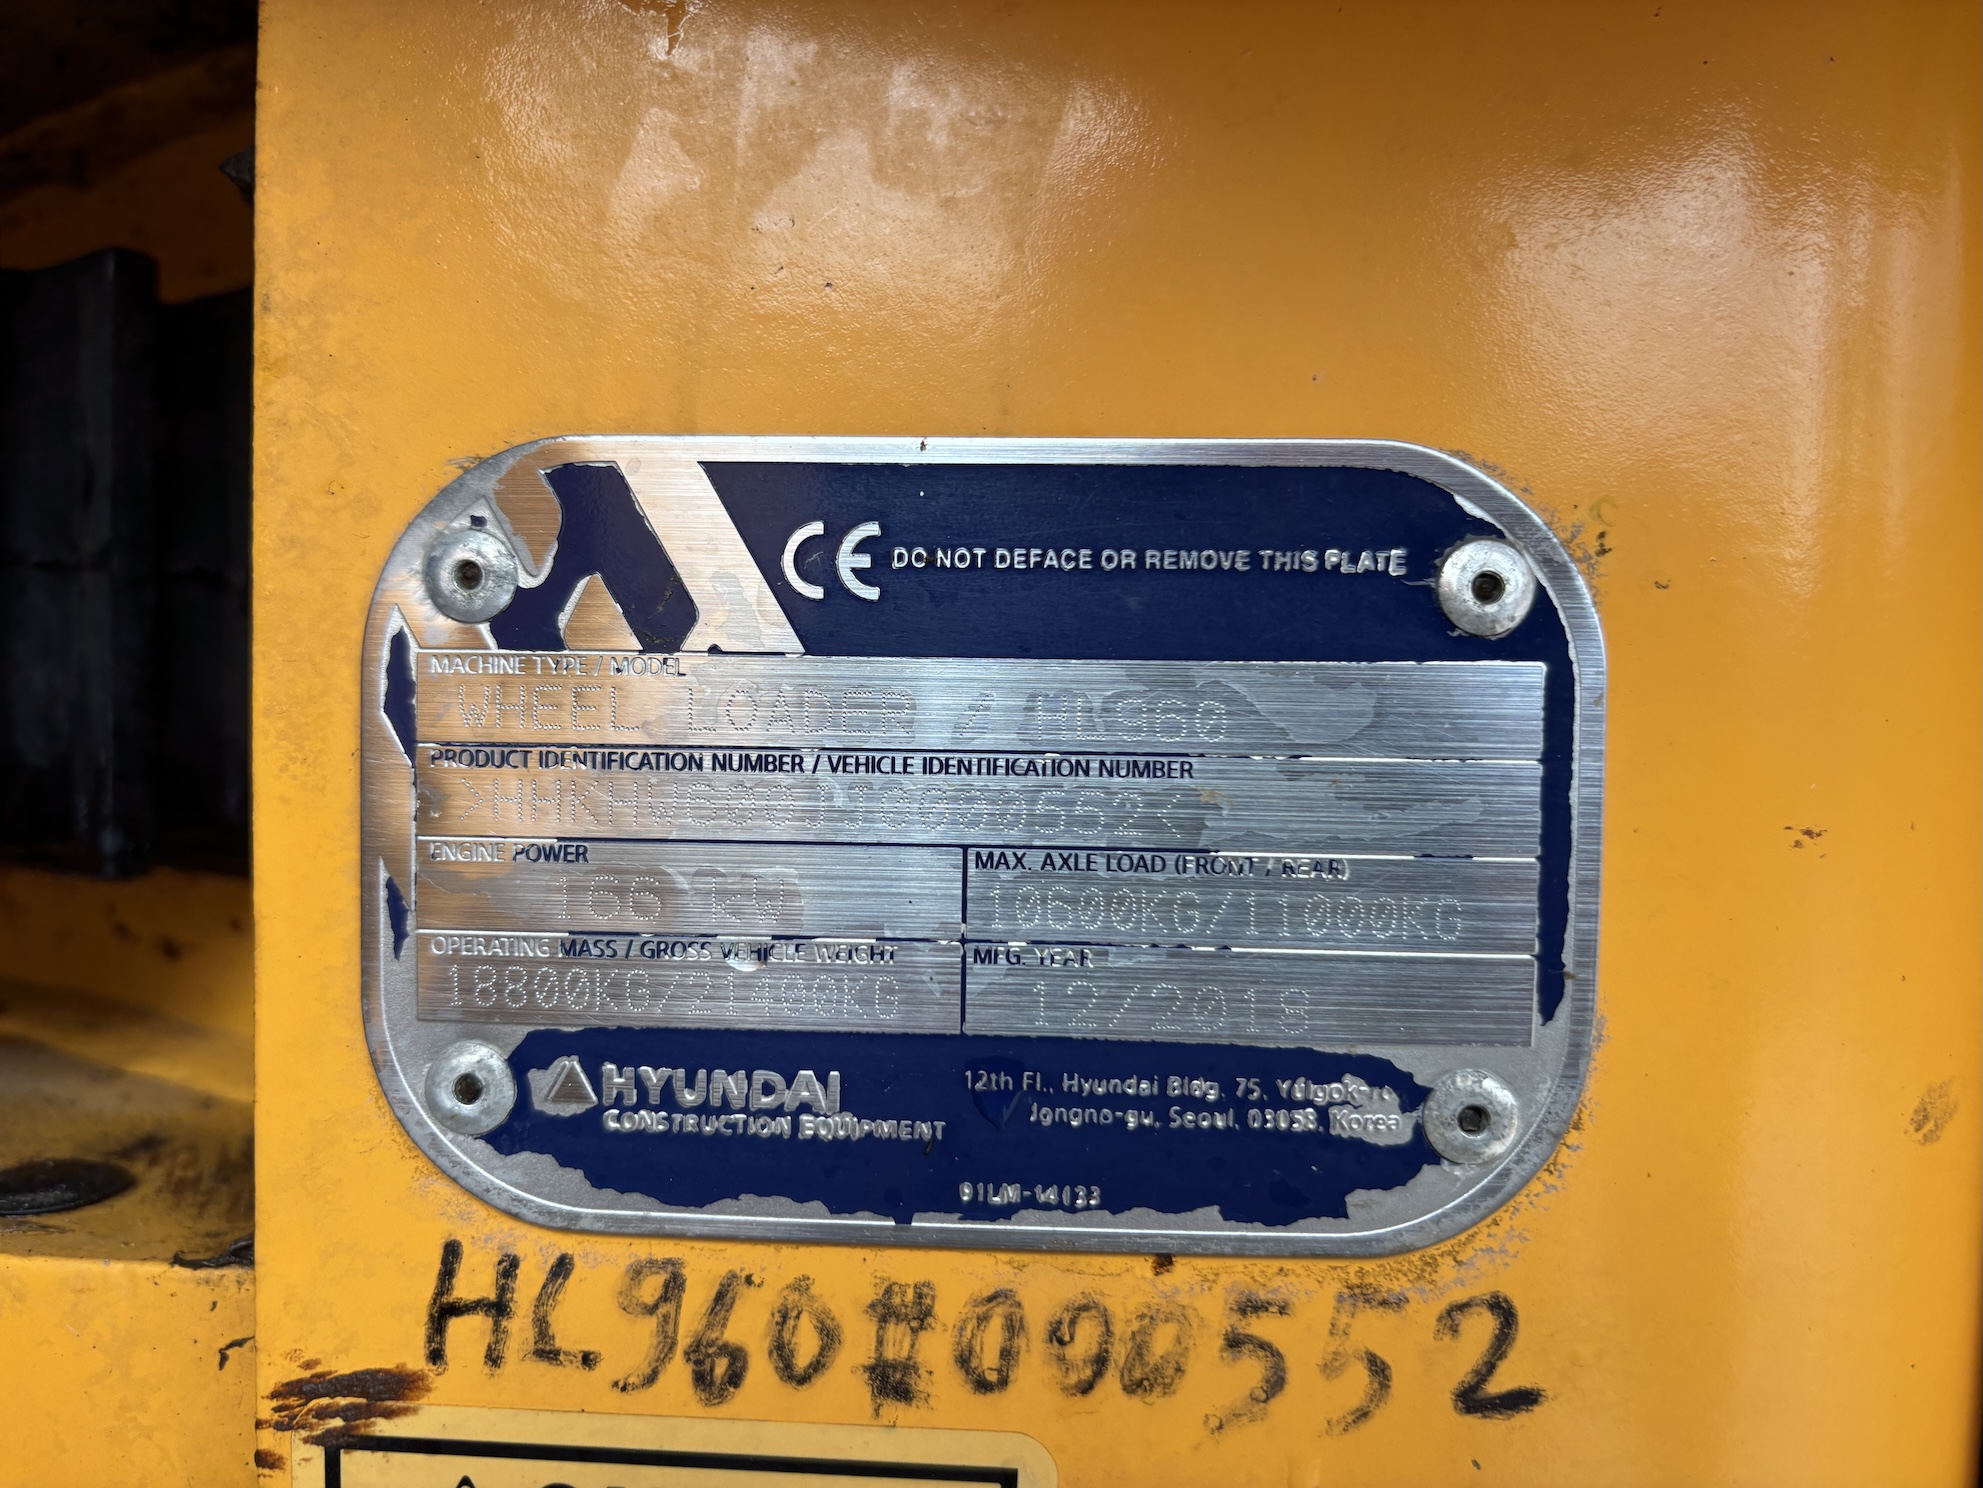 CE DO NOT DEFACE OR REMOVE THIS PLATE
MACHINE TYPE / MODEL
WHEEL LOADER / HL960
PRODUCT IDENTIFICATION NUMBER / VEHICLE IDENTIFICATION NUMBER
ENGINE POWER
166 kW
MAX. AXLE LOAD (FRONT / REAR)
10600KG/11000KG
OPERATING MASS / GROSS VEHICLE WEIGHT
18800KG/21400KG
MFG. YEAR
12/2018
HYUNDAI
CONSTRUCTION EQUIPMENT
12th Fl., Hyundai Bldg. 75, Yulgok-ro
Jongno-gu, Seoul, 03058, Korea
HL960#000552